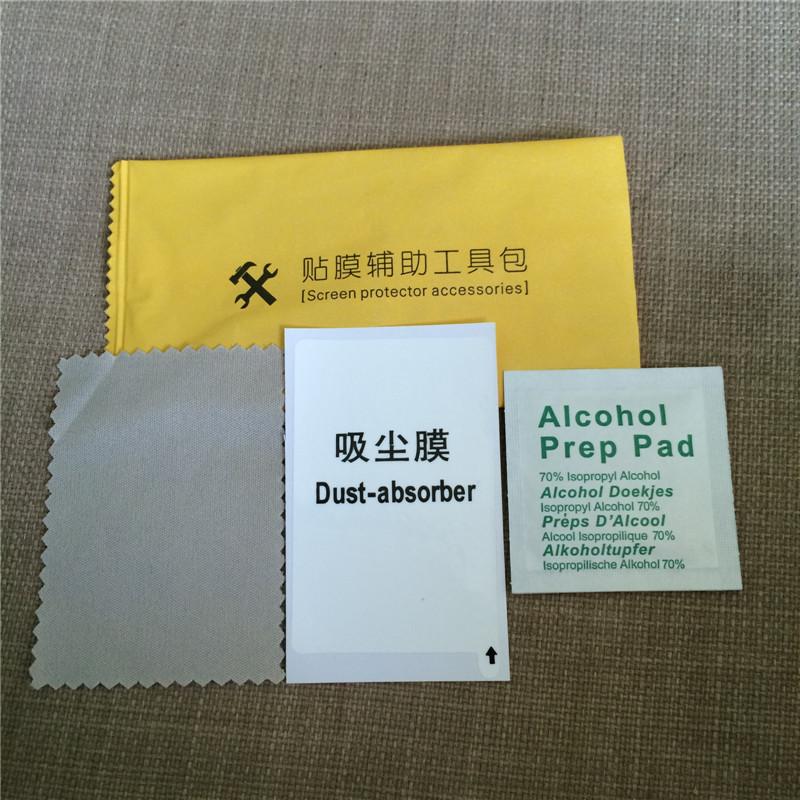 贴膜辅助工具包
[Screen protector accessories]
吸尘膜
Dust-absorber
Alcohol
Prep Pad
70% Isopropyl Alcohol
Alcohol Doekjes
Isopropyl Alcohol 70%
Prèps D'Alcool
Alcool Isopropilique 70%
Alkoholtupfer
Isopropilische Alkohol 70%